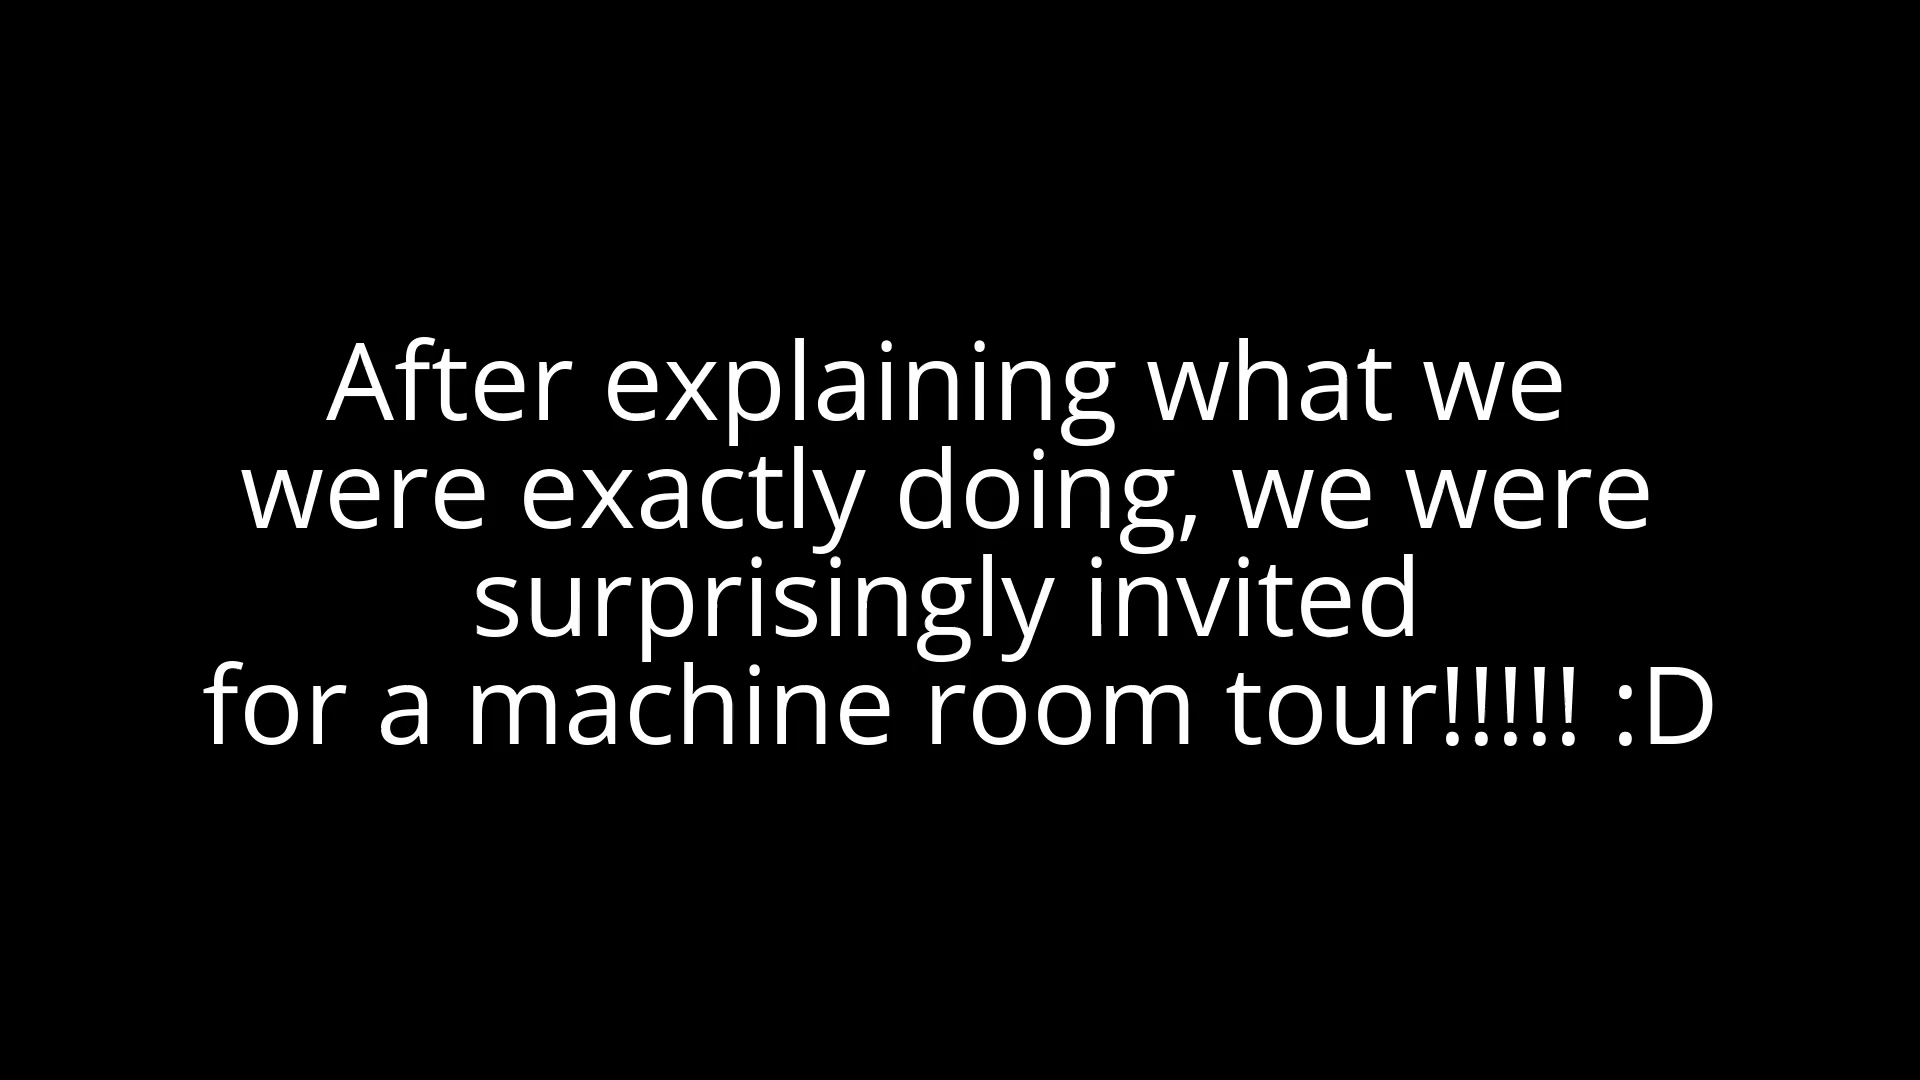 After explaining what we
were exactly doing, we were
surprisingly invited
for a machine room tour!!!!! :D